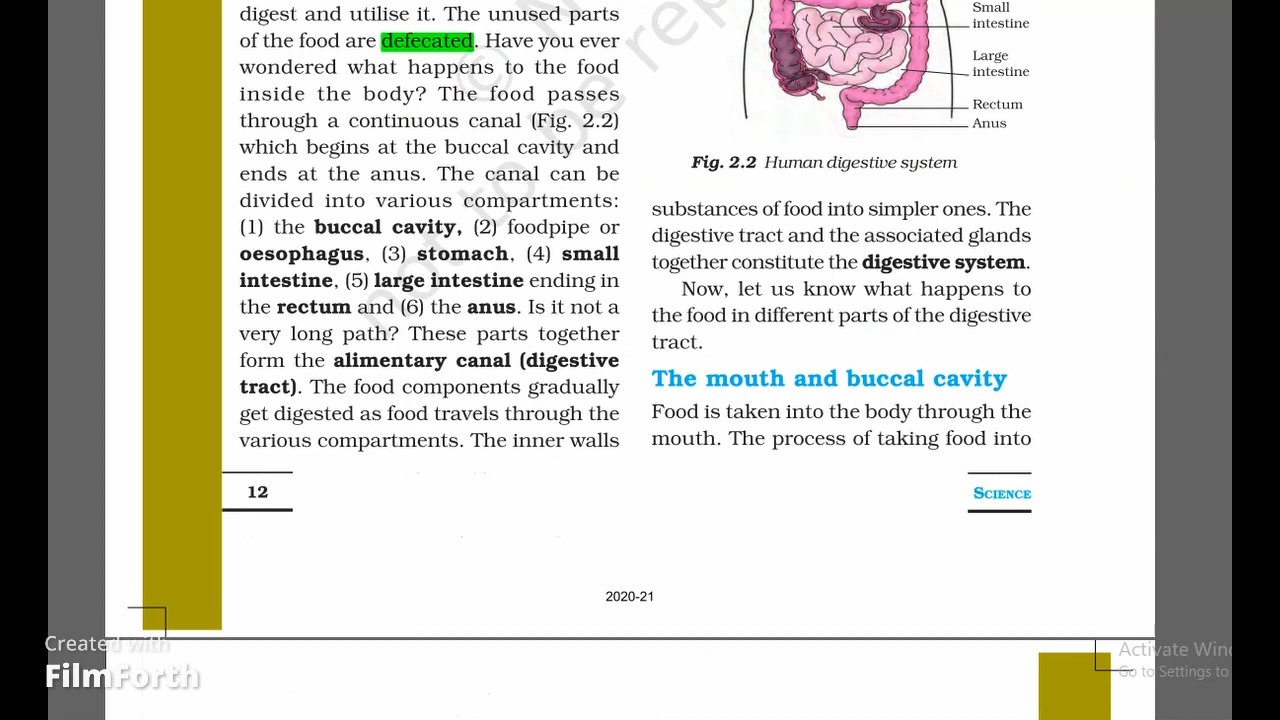 digest and utilise it. The unused parts
of the food are defecated. Have you ever
wondered what happens to the food
inside the body? The food passes
through a continuous canal (Fig. 2.2)
which begins at the buccal cavity and
ends at the anus. The canal can be
divided into various compartments:
(1) the buccal cavity, (2) foodpipe or
oesophagus, (3) stomach, (4) small
intestine, (5) large intestine ending in
the rectum and (6) the anus. Is it not a
very long path? These parts together
form the alimentary canal (digestive
tract). The food components gradually
get digested as food travels through the
various compartments. The inner walls
12
Small
intestine
Large
intestine
Rectum
Anus
Fig. 2.2 Human digestive system
substances of food into simpler ones. The
digestive tract and the associated glands
together constitute the digestive system.
Now, let us know what happens to
the food in different parts of the digestive
tract.
The mouth and buccal cavity
Food is taken into the body through the
mouth. The process of taking food into
SCIENCE
not to be rep
2020-21
Created with
FilmForth
Activate Wind
Go to Settings to